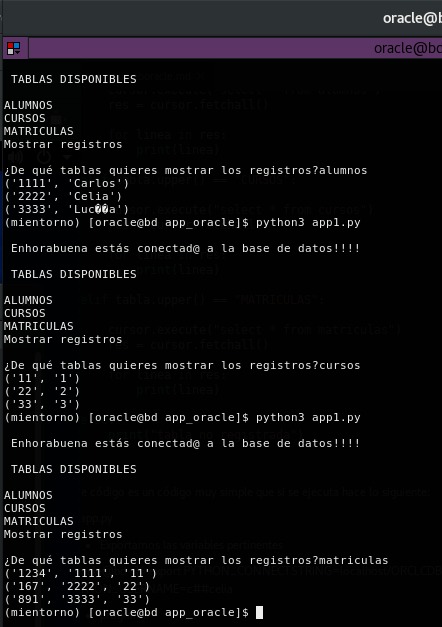 oracle@
oracle@bc
TABLAS DISPONIBLES
ALUMNOS
CURSOS
MATRICULAS
Mostrar registros
¿De qué tablas quieres mostrar los registros?alumnos
('1111', 'Carlos')
('2222', 'Celia')
('3333', 'Luc��a')
(mientorno) [oracle@bd app_oracle]$ python3 app1.py
Enhorabuena estás conectad@ a la base de datos!!!!
TABLAS DISPONIBLES
ALUMNOS
CURSOS
MATRICULAS
Mostrar registros
¿De qué tablas quieres mostrar los registros?cursos
('11', '1')
('22', '2')
('33', '3')
(mientorno) [oracle@bd app_oracle]$ python3 app1.py
Enhorabuena estás conectad@ a la base de datos!!!!
TABLAS DISPONIBLES
ALUMNOS
CURSOS
MATRICULAS
Mostrar registros
¿De qué tablas quieres mostrar los registros?matriculas
('1234', '1111', '11')
('167', '2222', '22')
('891', '3333', '33')
(mientorno) [oracle@bd app_oracle]$